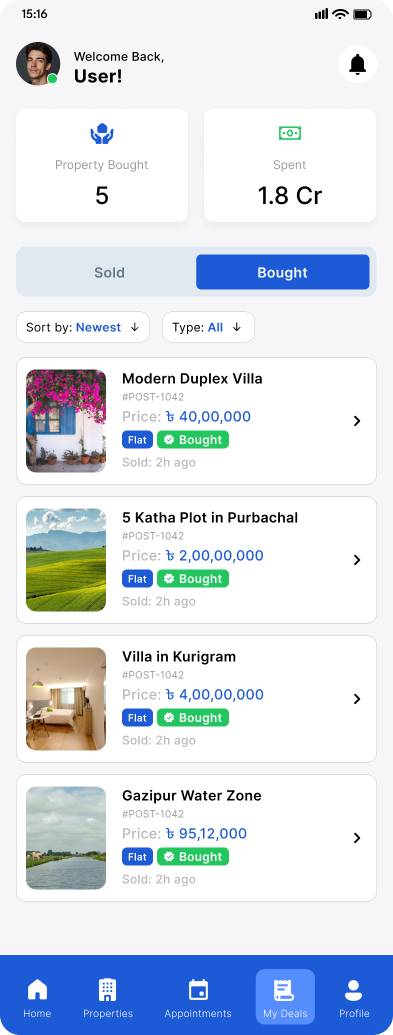 15:16
Welcome Back,
User!
Property Bought
5
Spent
1.8 Cr
Sold
Bought
Sort by: Newest ↓
Type: All ↓
Modern Duplex Villa
#POST-1042
Price: ৳ 40,00,000
Flat
Bought
Sold: 2h ago
5 Katha Plot in Purbachal
#POST-1042
Price: ৳ 2,00,00,000
Flat
Bought
Sold: 2h ago
Villa in Kurigram
#POST-1042
Price: ৳ 4,00,00,000
Flat
Bought
Sold: 2h ago
Gazipur Water Zone
#POST-1042
Price: ৳ 95,12,000
Flat
Bought
Sold: 2h ago
Home
Properties
Appointments
My Deals
Profile